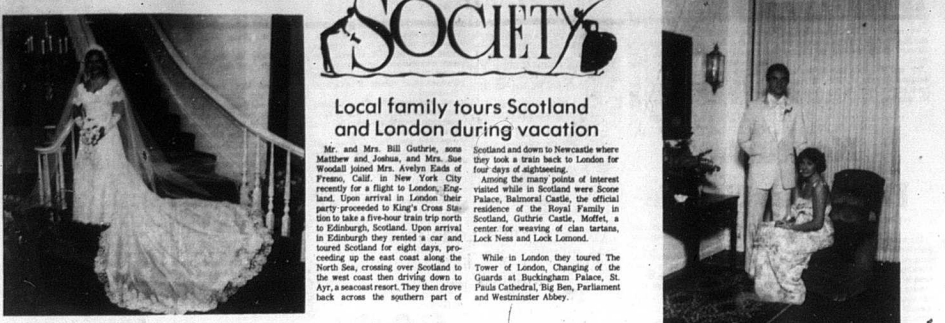 SOCIETY
Local family tours Scotland
and London during vacation
Mr. and Mrs. Bill Guthrie, sons
Matthew and Joshua, and Mrs. Sue
Woodall joined Mrs. Avelyn Eads of
Fresno, Calif. in New York City
recently for a flight to London, Eng-
land. Upon arrival in London their
party proceeded to King's Cross Sta-
tion to take a five-hour train trip north
to Edinburgh, Scotland. Upon arrival
in Edinburgh they rented a car and
toured Scotland for eight days, pro-
ceeding up the east coast along the
North Sea, crossing over Scotland to
the west coast then driving down to
Ayr, a seacoast resort. They then drove
back across the southern part of
Scotland and down to Newcastle where
they took a train back to London for
four days of sightseeing.
Among the many points of interest
visited while in Scotland were Scone
Palace, Balmoral Castle, the official
residence of the Royal Family in
Scotland, Guthrie Castle, Moffet, a
center for weaving of clan tartans,
Lock Ness and Lock Lomond.
While in London they toured The
Tower of London, Changing of the
Guards at Buckingham Palace, St.
Pauls Cathedral, Big Ben, Parliament
and Westminster Abbey.